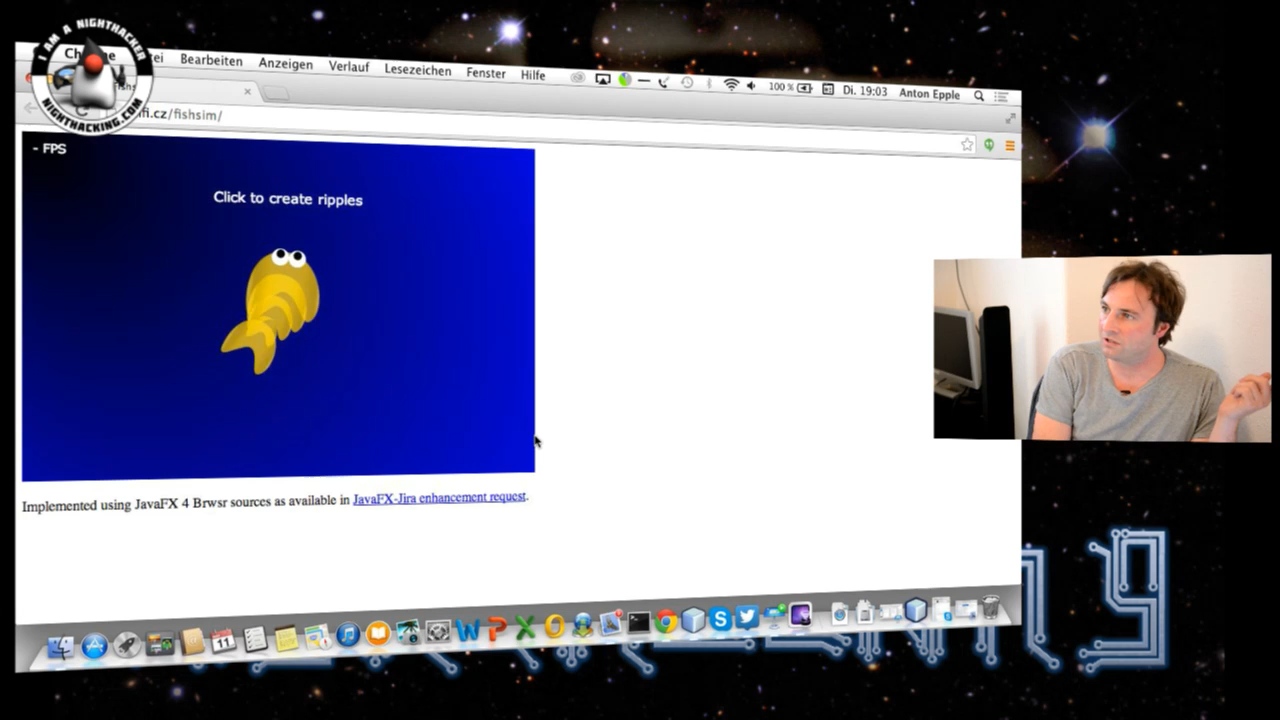 I AM A NIGHTHACKER
NIGHTHACKING.COM
Bearbeiten Anzeigen Verlauf Lesezeichen Fenster Hilfe 100 % Di. 19:03 Anton Epple
fi.cz/fishsim/
- FPS
Click to create ripples
Implemented using JavaFX 4 Brwsr sources as available in JavaFX-Jira enhancement request.
11